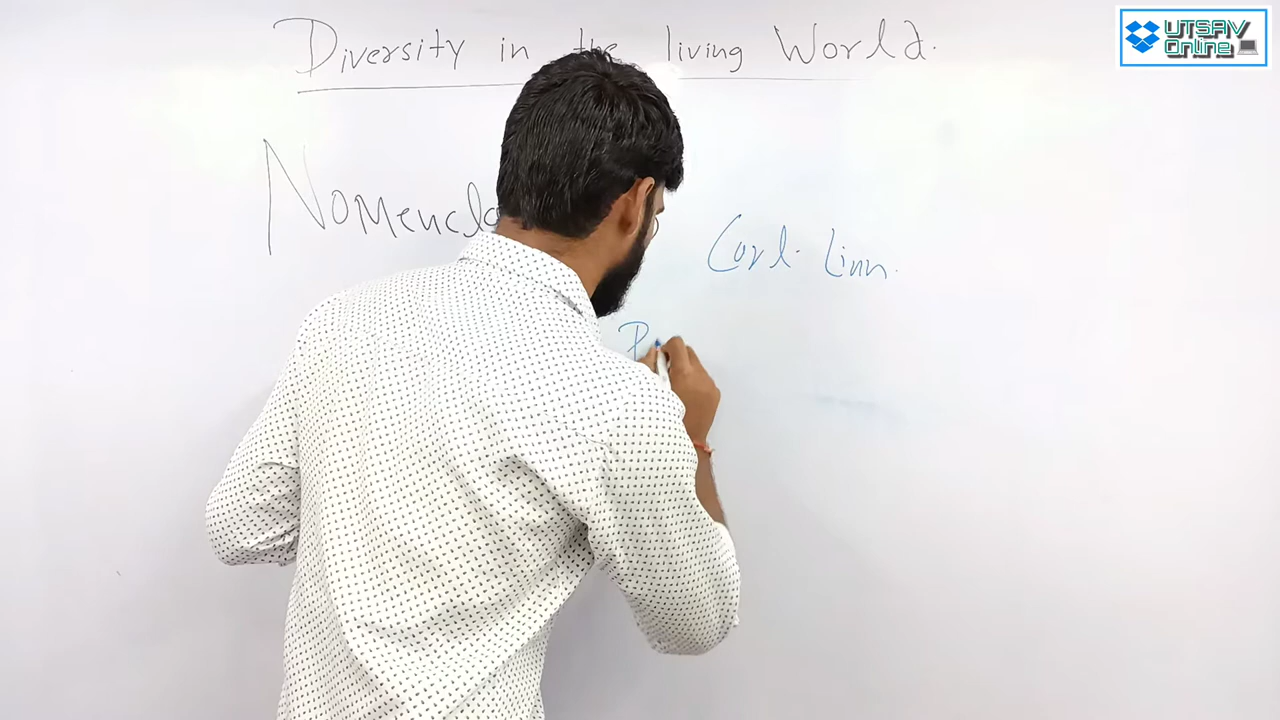 Diversity in the living World.
UTSAV
Online
Nomencla
Carl. Linn.
P